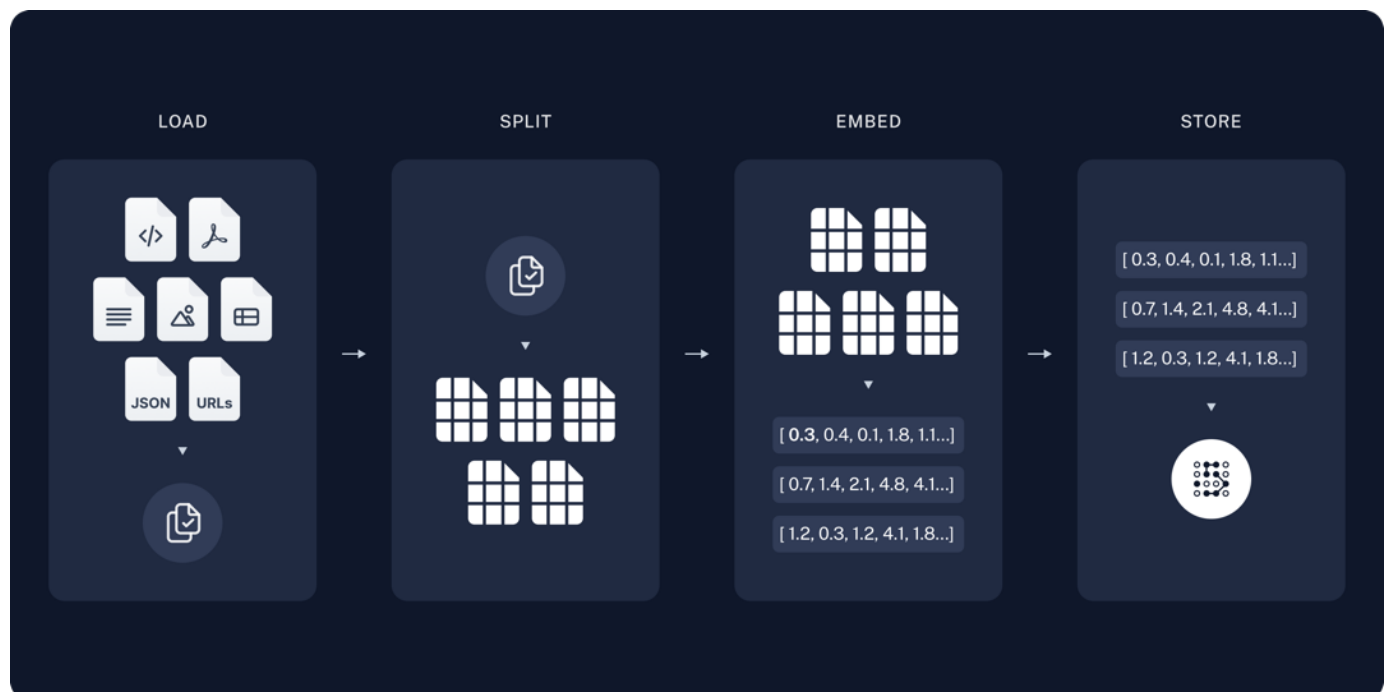 LOAD
SPLIT
EMBED
STORE
JSON
URLs
[ 0.3, 0.4, 0.1, 1.8, 1.1...]
[ 0.7, 1.4, 2.1, 4.8, 4.1...]
[ 1.2, 0.3, 1.2, 4.1, 1.8...]
[ 0.3, 0.4, 0.1, 1.8, 1.1...]
[ 0.7, 1.4, 2.1, 4.8, 4.1...]
[ 1.2, 0.3, 1.2, 4.1, 1.8...]